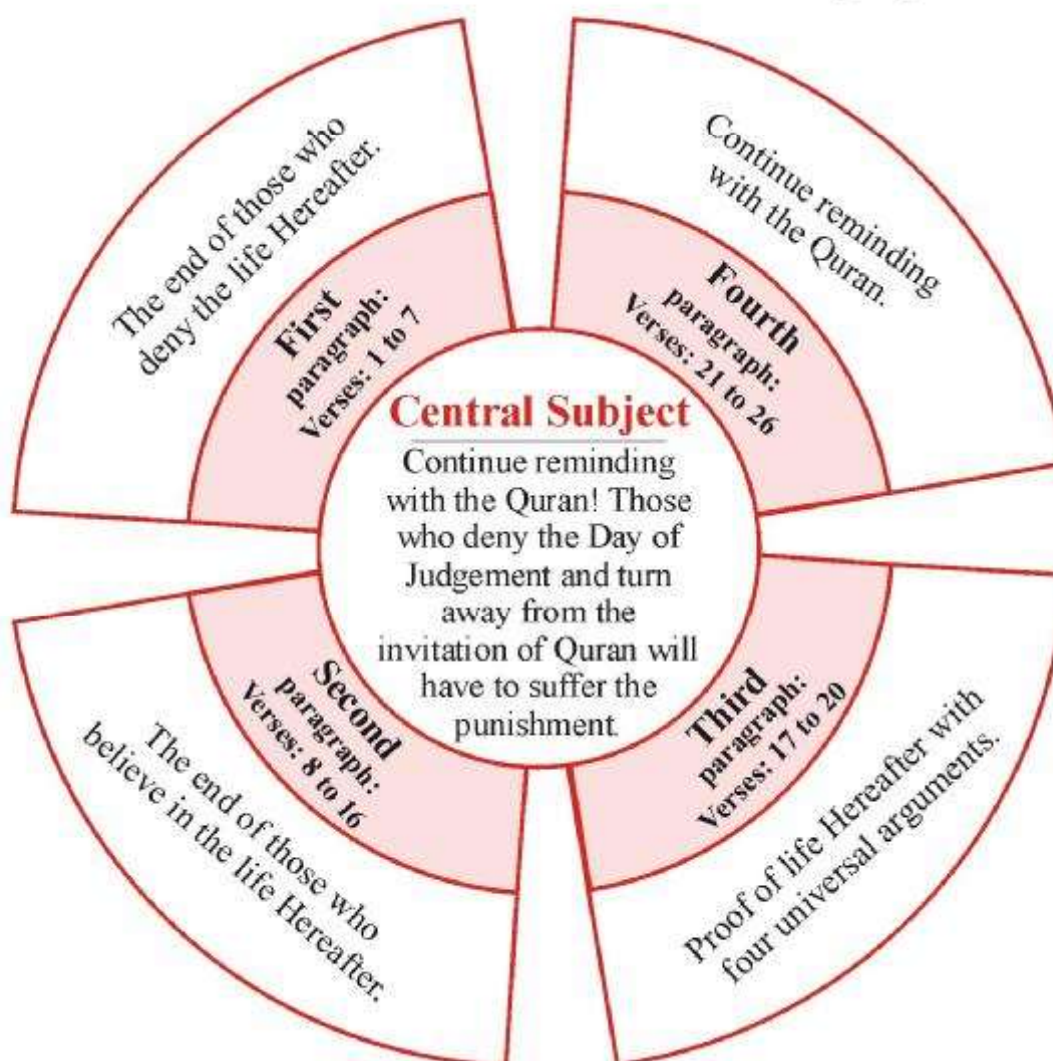 The end of those who
deny the life Hereafter.
First
paragraph:
Verses: 1 to 7
Continue reminding
with the Quran.
Fourth
paragraph:
Verses: 21 to 26
Central Subject
Continue reminding
with the Quran! Those
who deny the Day of
Judgement and turn
away from the
invitation of Quran will
have to suffer the
punishment.
Second
paragraph:
Verses: 8 to 16
The end of those who
believe in the life Hereafter.
Third
paragraph:
Verses: 17 to 20
Proof of life Hereafter with
four universal arguments.